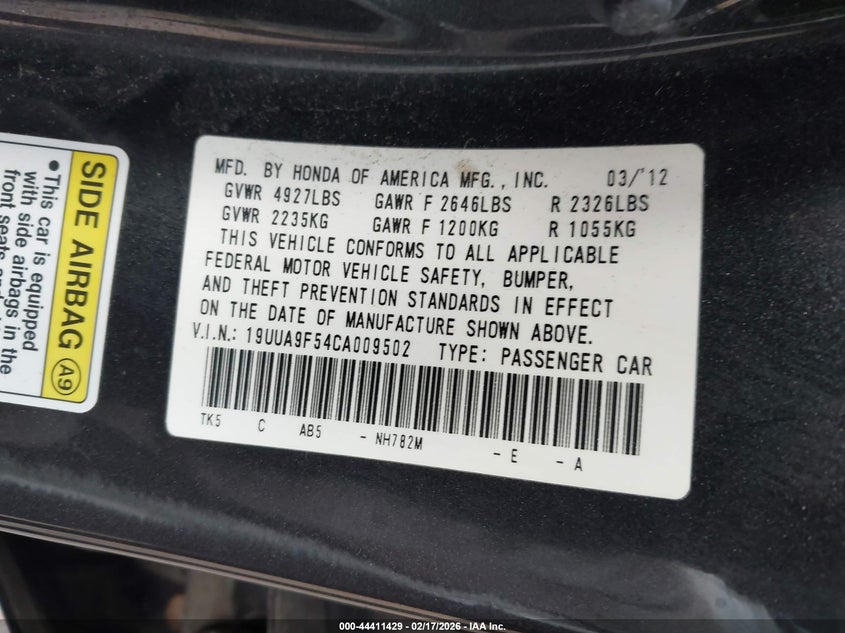 MFD. BY HONDA OF AMERICA MFG., INC. 03/'12
GVWR 4927LBS GAWR F 2646LBS R 2326LBS
GVWR 2235KG GAWR F 1200KG R 1055KG
THIS VEHICLE CONFORMS TO ALL APPLICABLE
FEDERAL MOTOR VEHICLE SAFETY, BUMPER,
AND THEFT PREVENTION STANDARDS IN EFFECT
ON THE DATE OF MANUFACTURE SHOWN ABOVE.
V.I.N.: 19UUA9F54CA009502 TYPE: PASSENGER CAR
TK5 C AB5 - NH782M - E - A
SIDE AIRBAG A9
•This car is equipped
with side airbags in the
front seats
000-44411429 - 02/17/2026 - © Copyright IAA, Inc.